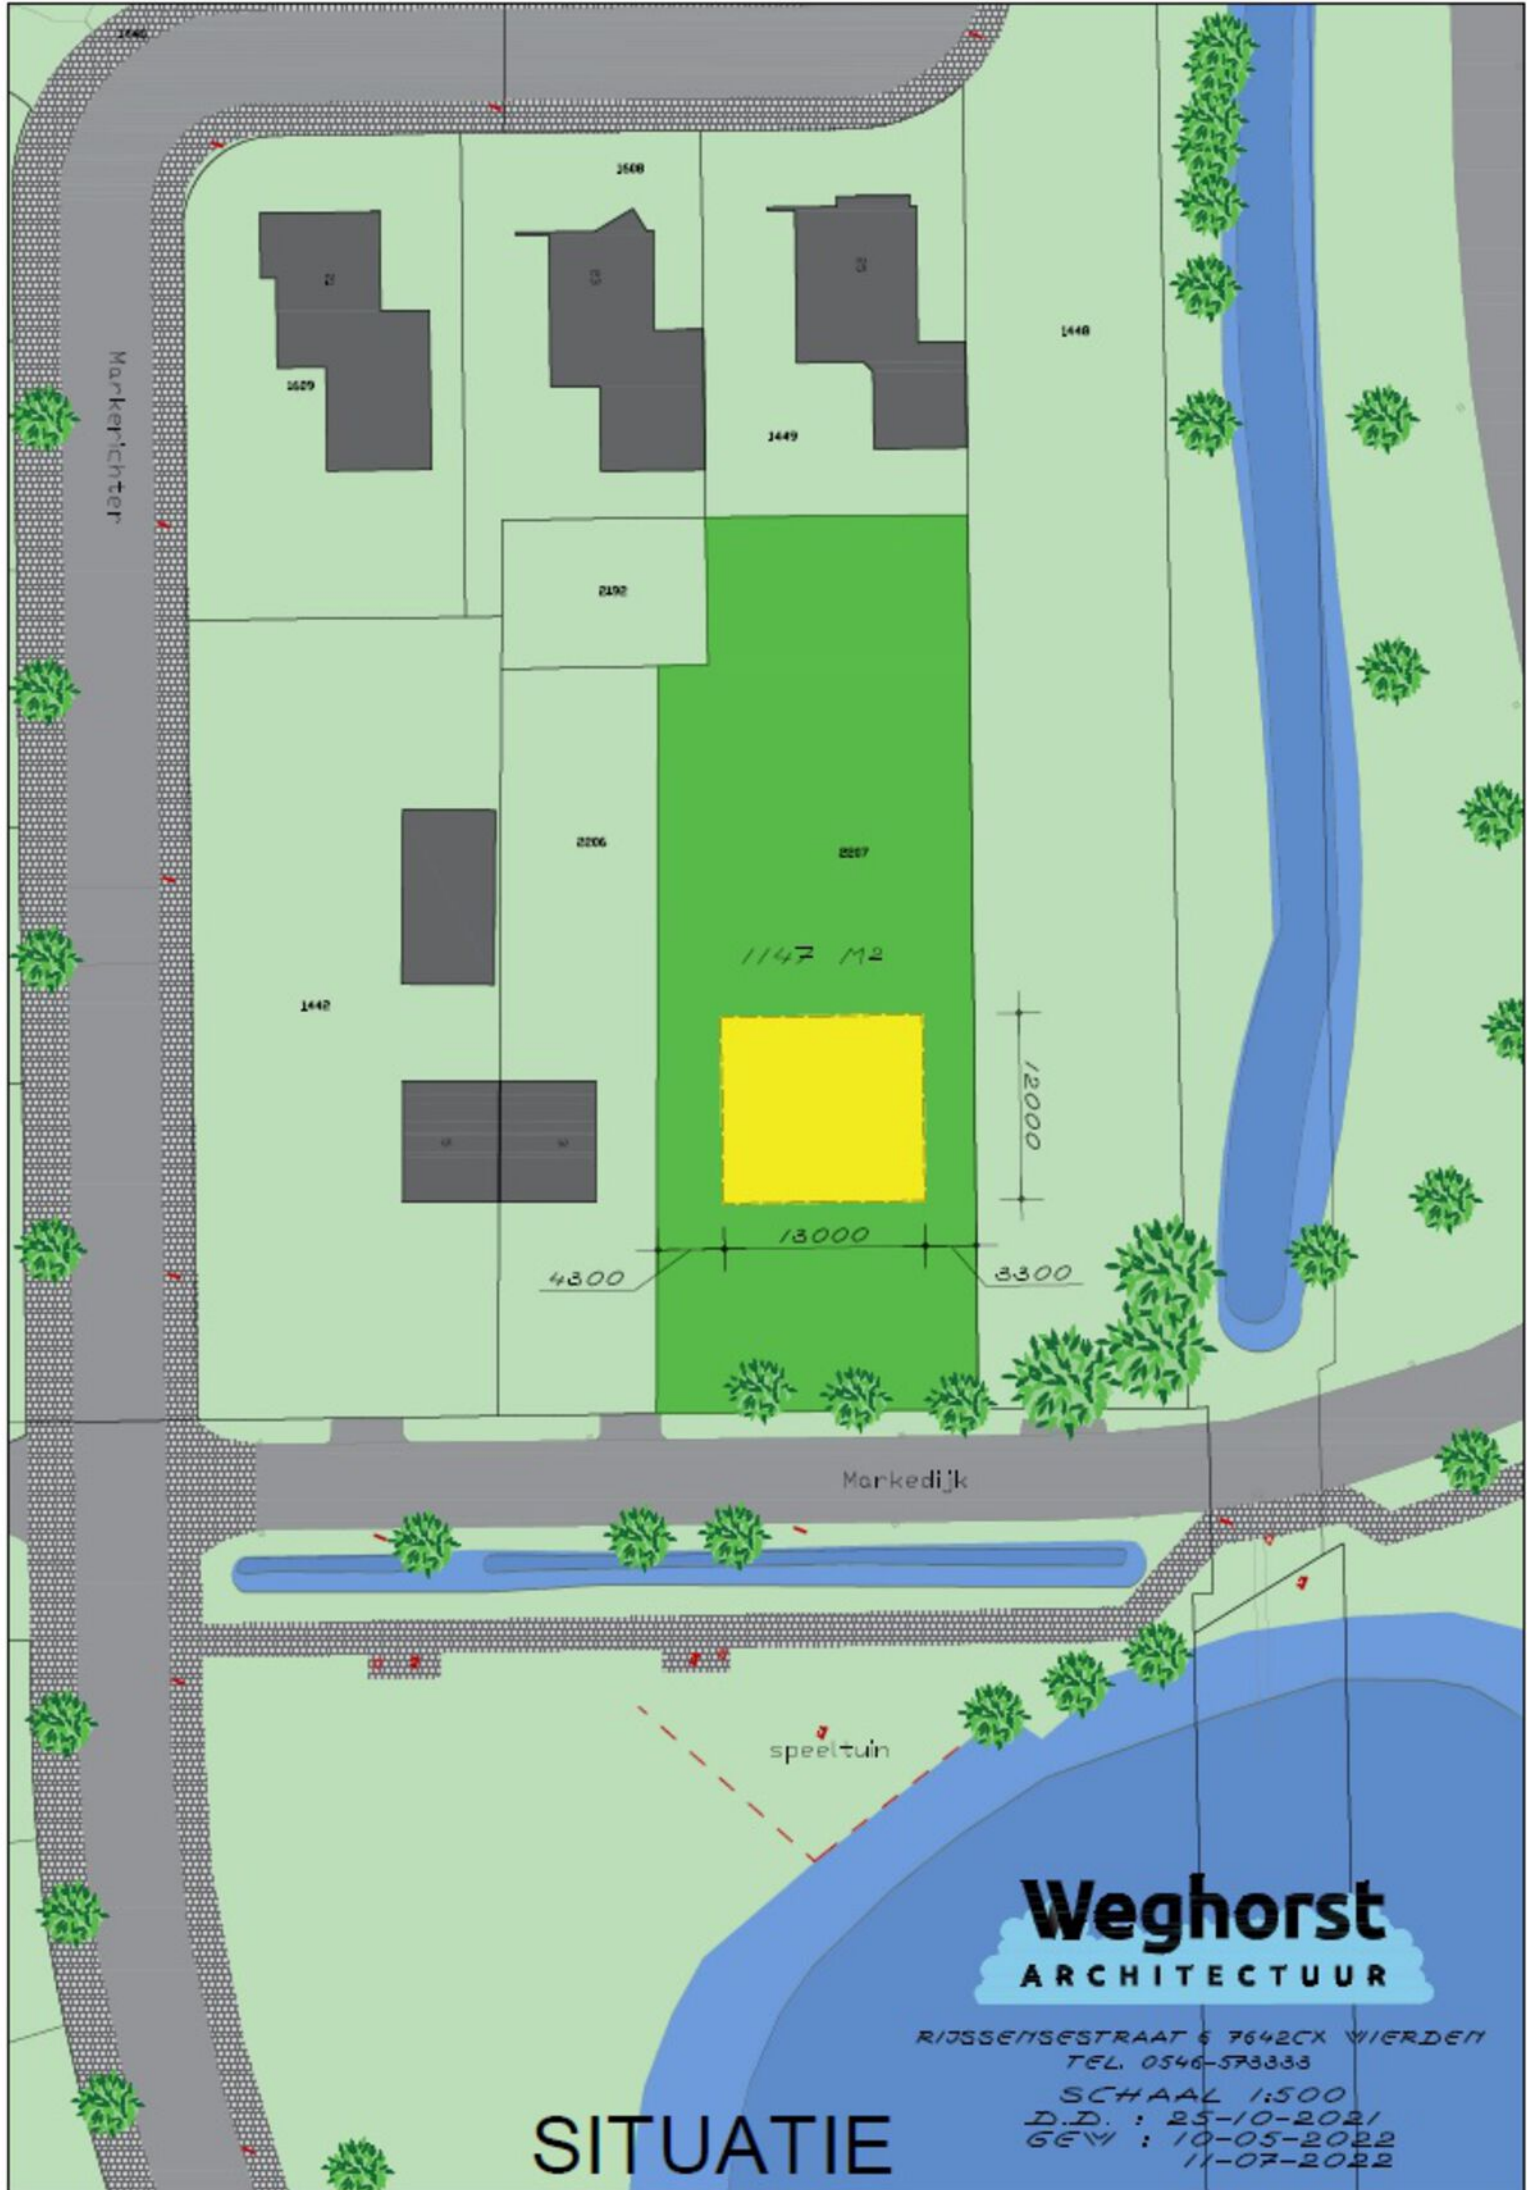 1608
1448
1609
1449
Markerichter
2192
2206
2207
1147 M2
1442
12000
13000
4300
3300
Markedijk
speeltuin
Weghorst
ARCHITECTUUR
RIJSSENSESTRAAT 6 7642CX WIERDEN
TEL. 0546-573333
SCHAAL 1:500
D.D. : 25-10-2021
GEW : 10-05-2022
11-07-2022
SITUATIE